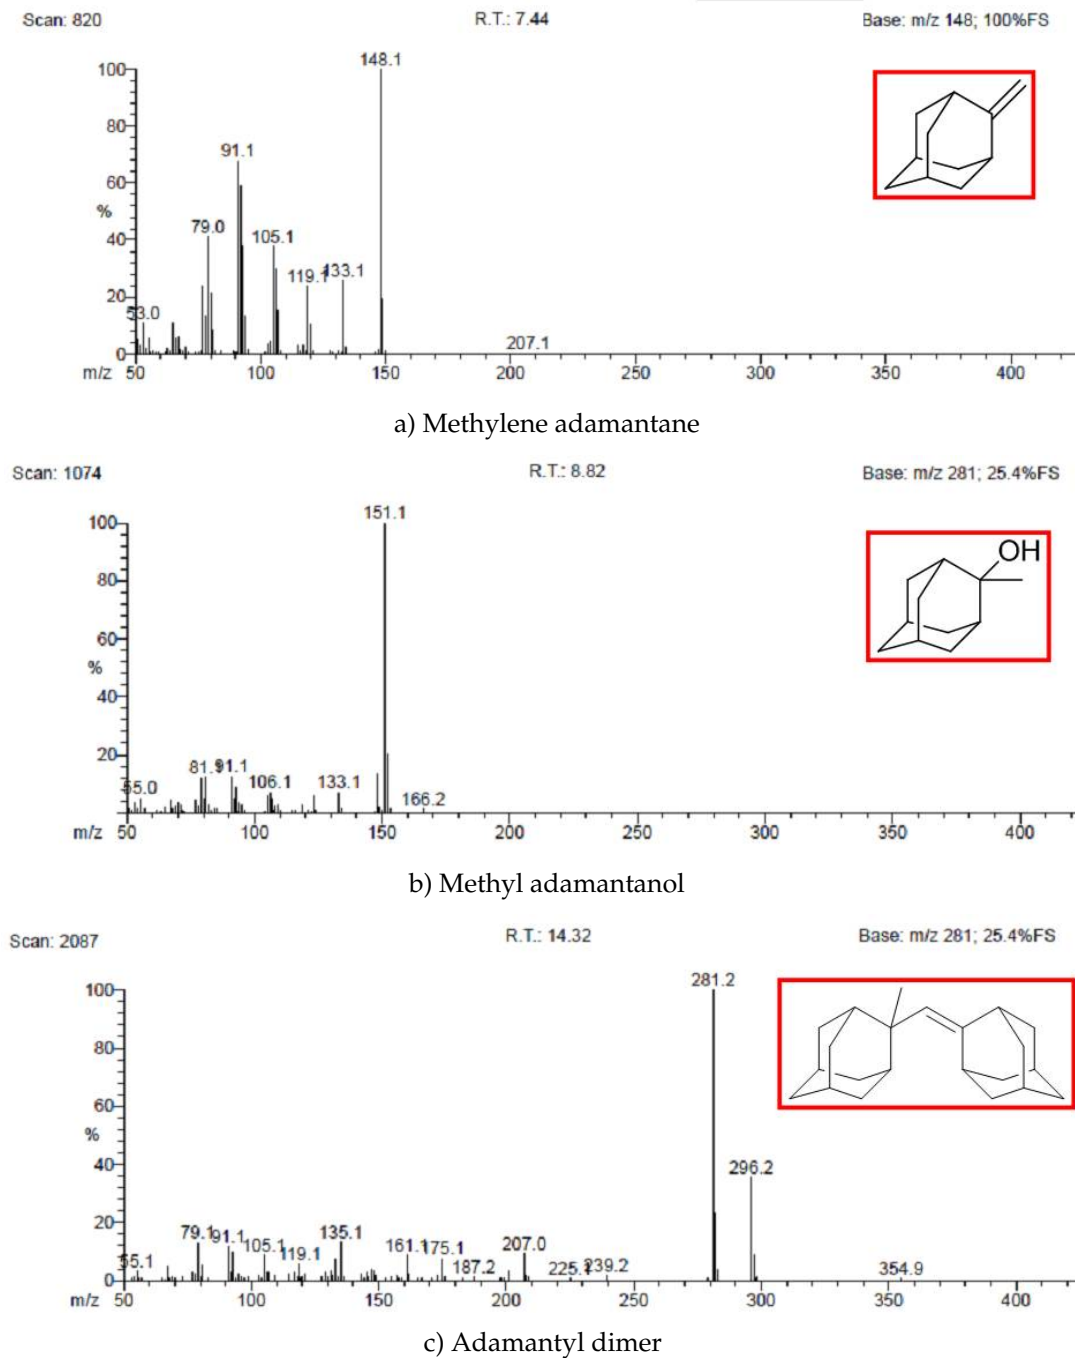 Scan: 820 R.T.: 7.44 Base: m/z 148; 100%FS
148.1
100
80
91.1
60
%
79.0
40
105.1
119.1 133.1
20
53.0
207.1
0
m/z 50 100 150 200 250 300 350 400
a) Methylene adamantane
Scan: 1074 R.T.: 8.82 Base: m/z 281; 25.4%FS
151.1
100
OH
80
60
%
40
20
55.0 81.1 91.1 106.1 133.1 166.2
m/z 50 100 150 200 250 300 350 400
b) Methyl adamantanol
Scan: 2087 R.T.: 14.32 Base: m/z 281; 25.4%FS
281.2
100
80
60
%
40
296.2
20
79.1 91.1 105.1 119.1 135.1 161.1 175.1 207.0
55.1 187.2 225.1 239.2 354.9
0
m/z 50 100 150 200 250 300 350 400
c) Adamantyl dimer